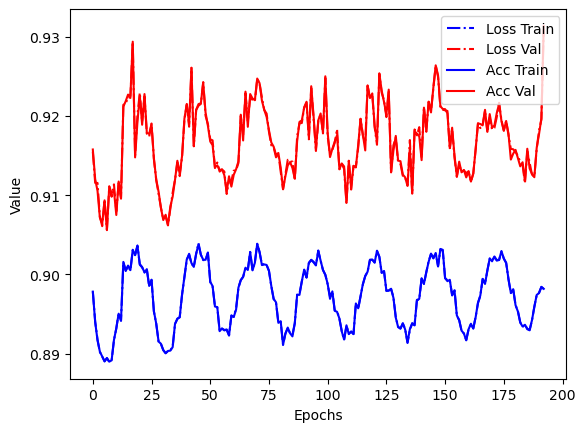 Loss Train
Loss Val
Acc Train
Acc Val
Value
0.93
0.92
0.91
0.90
0.89
0 25 50 75 100 125 150 175 200
Epochs